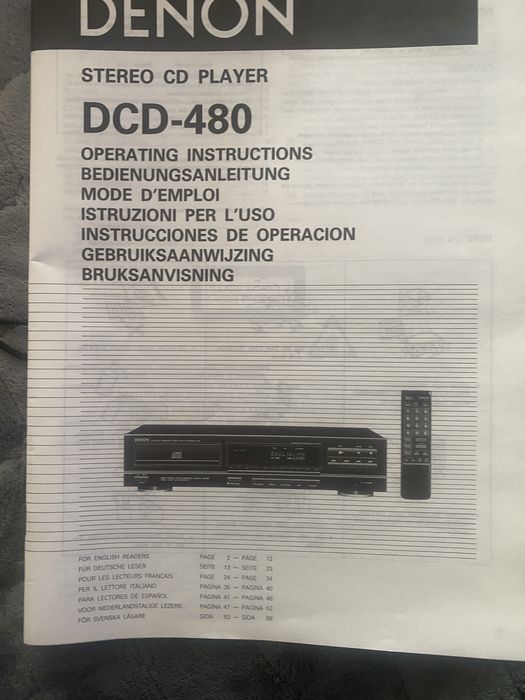 DENON
STEREO CD PLAYER
DCD-480
OPERATING INSTRUCTIONS
BEDIENUNGSANLEITUNG
MODE D'EMPLOI
ISTRUZIONI PER L'USO
INSTRUCCIONES DE OPERACION
GEBRUIKSAANWIJZING
BRUKSANVISNING
DENON
FOR ENGLISH READERS PAGE 2 ~ PAGE 12
FÜR DEUTSCHE LESER SEITE 13 ~ SEITE 23
POUR LES LECTEURS FRANCAIS PAGE 24 ~ PAGE 34
PER IL LETTORE ITALIANO PAGINA 35 ~ PAGINA 40
PARA LECTORES DE ESPAÑOL PAGINA 41 ~ PAGINA 46
VOOR NEDERLANDSTALIGE LEZERS PAGINA 47 ~ PAGINA 52
FÖR SVENSKA LÄSARE SIDA 53 ~ SIDA 58